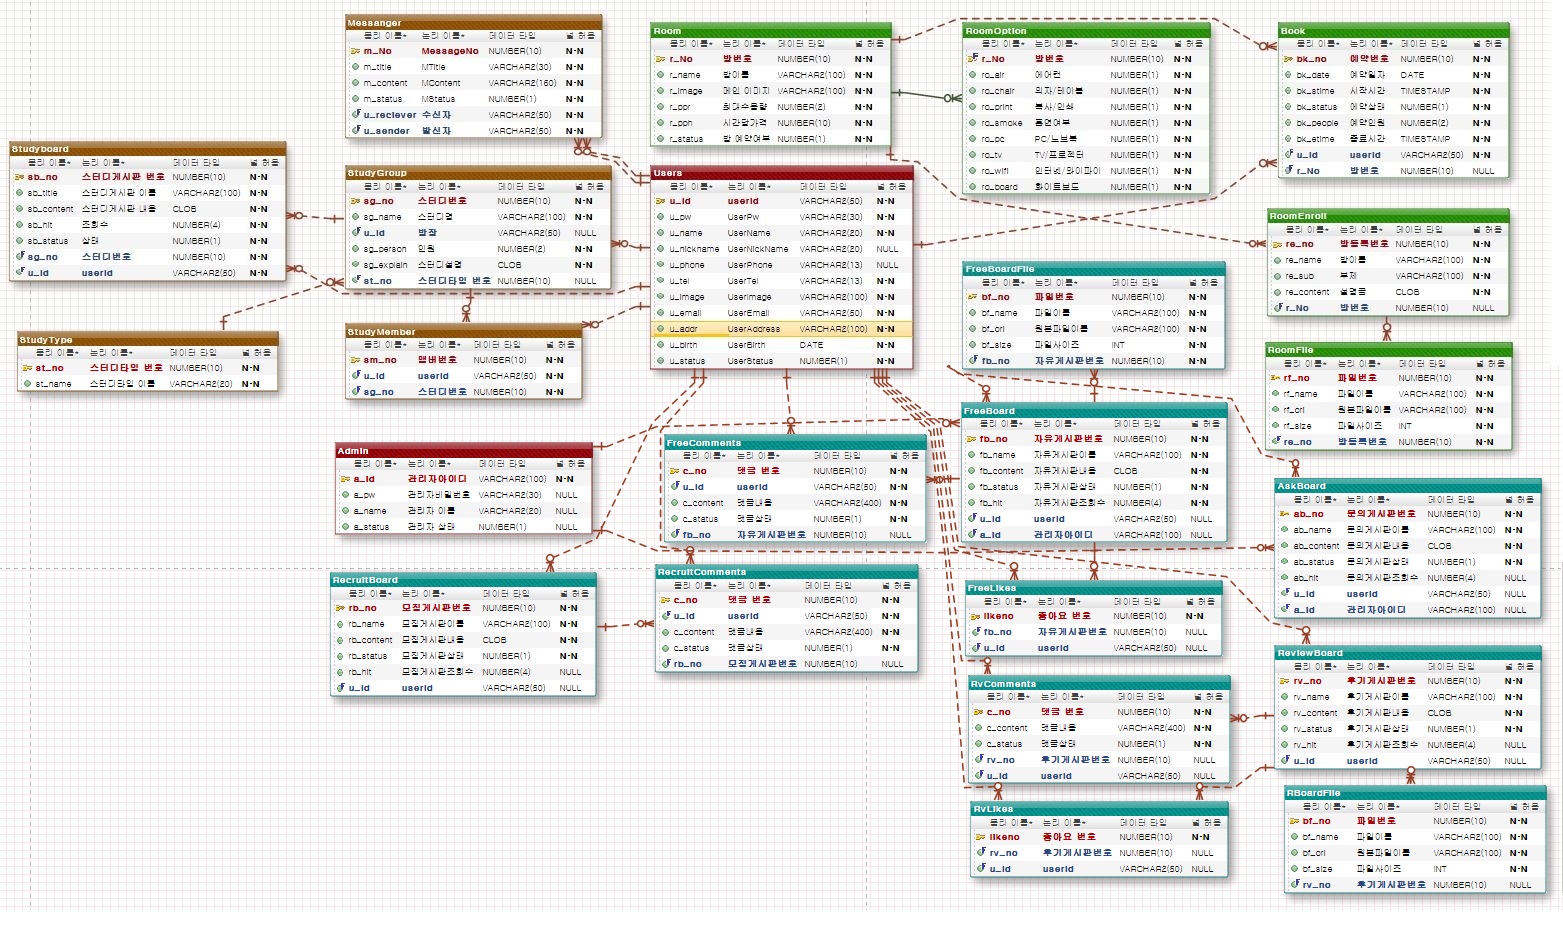 Messanger
물리 이름* 논리 이름* 데이터 타입 널 허용
m_No MessageNo NUMBER(10) N-N
m_title MTitle VARCHAR2(30) N-N
m_content MContent VARCHAR2(160) N-N
m_status MStatus NUMBER(1) N-N
u_reciever 수신자 VARCHAR2(50) N-N
u_sender 발신자 VARCHAR2(50) N-N
Room
물리 이름* 논리 이름* 데이터 타입 널 허용
r_No 방번호 NUMBER(10) N-N
r_name 방이름 VARCHAR2(100) N-N
r_image 메인 이미지 VARCHAR2(100) N-N
r_ppr 최대수용량 NUMBER(2) N-N
r_pph 시간당가격 NUMBER(10) N-N
r_status 방 예약여부 NUMBER(1) N-N
RoomOption
물리 이름* 논리 이름* 데이터 타입 널 허용
r_No 방번호 NUMBER(10) N-N
ro_air 에어컨 NUMBER(1) N-N
ro_chair 의자/테이블 NUMBER(1) N-N
ro_print 복사/인쇄 NUMBER(1) N-N
ro_smoke 흡연여부 NUMBER(1) N-N
ro_pc PC/노브북 NUMBER(1) N-N
ro_tv TV/프로젝터 NUMBER(1) N-N
ro_wifi 인터넷/와이파이 NUMBER(1) N-N
ro_board 화이트보드 NUMBER(1) N-N
Book
물리 이름* 논리 이름* 데이터 타입 널 허용
bk_no 예약번호 NUMBER(10) N-N
bk_date 예약일자 DATE N-N
bk_stime 시작시간 TIMESTAMP N-N
bk_status 예약상태 NUMBER(1) N-N
bk_people 예약인원 NUMBER(2) N-N
bk_etime 종료시간 TIMESTAMP N-N
u_id userid VARCHAR2(50) N-N
r_No 방번호 NUMBER(10) NULL
Studyboard
물리 이름* 논리 이름* 데이터 타입 널 허용
sb_no 스터디게시판 번호 NUMBER(10) N-N
sb_title 스터디게시판 이름 VARCHAR2(100) N-N
sb_content 스터디게시판 내용 CLOB N-N
sb_hit 조회수 NUMBER(4) N-N
sb_status 상태 NUMBER(1) N-N
sg_no 스터디번호 NUMBER(10) N-N
u_id userid VARCHAR2(50) N-N
StudyGroup
물리 이름* 논리 이름* 데이터 타입 널 허용
sg_no 스터디번호 NUMBER(10) N-N
sg_name 스터디명 VARCHAR2(100) N-N
u_id 방장 VARCHAR2(50) NULL
sg_person 인원 NUMBER(2) N-N
sg_explain 스터디설명 CLOB N-N
st_no 스터디타입 번호 NUMBER(10) NULL
Users
물리 이름* 논리 이름* 데이터 타입 널 허용
u_id userid VARCHAR2(50) N-N
u_pw UserPw VARCHAR2(30) N-N
u_name UserName VARCHAR2(20) N-N
u_nickname UserNickName VARCHAR2(20) NULL
u_phone UserPhone VARCHAR2(13) NULL
u_tel UserTel VARCHAR2(13) N-N
u_image UserImage VARCHAR2(100) N-N
u_email UserEmail VARCHAR2(50) N-N
u_addr UserAddress VARCHAR2(100) N-N
u_birth UserBirth DATE N-N
u_status UserStatus NUMBER(1) N-N
RoomEnroll
물리 이름* 논리 이름* 데이터 타입 널 허용
re_no 방등록번호 NUMBER(10) N-N
re_name 방이름 VARCHAR2(100) N-N
re_sub 부제 VARCHAR2(100) N-N
re_content 설명글 CLOB N-N
r_No 방번호 NUMBER(10) NULL
FreeBoardFile
물리 이름* 논리 이름* 데이터 타입 널 허용
bf_no 파일번호 NUMBER(10) N-N
bf_name 파일이름 VARCHAR2(100) N-N
bf_ori 원본파일이름 VARCHAR2(100) N-N
bf_size 파일사이즈 INT N-N
fb_no 자유게시판번호 NUMBER(10) N-N
StudyType
물리 이름* 논리 이름* 데이터 타입 널 허용
st_no 스터디타입 번호 NUMBER(10) N-N
st_name 스터디타입 이름 VARCHAR2(20) N-N
StudyMember
물리 이름* 논리 이름* 데이터 타입 널 허용
sm_no 멤버번호 NUMBER(10) N-N
u_id userid VARCHAR2(50) N-N
sg_no 스터디번호 NUMBER(10) N-N
RoomFile
물리 이름* 논리 이름* 데이터 타입 널 허용
rf_no 파일번호 NUMBER(10) N-N
rf_name 파일이름 VARCHAR2(100) N-N
rf_ori 원본파일이름 VARCHAR2(100) N-N
rf_size 파일사이즈 INT N-N
re_no 방등록번호 NUMBER(10) NULL
Admin
물리 이름* 논리 이름* 데이터 타입 널 허용
a_id 관리자아이디 VARCHAR2(100) N-N
a_pw 관리자비밀번호 VARCHAR2(30) NULL
a_name 관리자 이름 VARCHAR2(20) NULL
a_status 관리자 상태 NUMBER(1) NULL
FreeComments
물리 이름* 논리 이름* 데이터 타입 널 허용
c_no 댓글 번호 NUMBER(10) N-N
u_id userid VARCHAR2(50) N-N
c_content 댓글내용 VARCHAR2(400) N-N
c_status 댓글상태 NUMBER(1) N-N
fb_no 자유게시판번호 NUMBER(10) NULL
FreeBoard
물리 이름* 논리 이름* 데이터 타입 널 허용
fb_no 자유게시판번호 NUMBER(10) N-N
fb_name 자유게시판이름 VARCHAR2(100) N-N
fb_content 자유게시판내용 CLOB N-N
fb_status 자유게시판상태 NUMBER(1) N-N
fb_hit 자유게시판조회수 NUMBER(4) N-N
u_id userid VARCHAR2(50) NULL
a_id 관리자아이디 VARCHAR2(100) NULL
AskBoard
물리 이름* 논리 이름* 데이터 타입 널 허용
ab_no 문의게시판번호 NUMBER(10) N-N
ab_name 문의게시판이름 VARCHAR2(100) N-N
ab_content 문의게시판내용 CLOB N-N
ab_status 문의게시판상태 NUMBER(1) N-N
ab_hit 문의게시판조회수 NUMBER(4) NULL
u_id userid VARCHAR2(50) NULL
a_id 관리자아이디 VARCHAR2(100) NULL
RecruitBoard
물리 이름* 논리 이름* 데이터 타입 널 허용
rb_no 모집게시판번호 NUMBER(10) N-N
rb_name 모집게시판이름 VARCHAR2(100) N-N
rb_content 모집게시판내용 CLOB N-N
rb_status 모집게시판상태 NUMBER(1) N-N
rb_hit 모집게시판조회수 NUMBER(4) NULL
u_id userid VARCHAR2(50) NULL
RecruitComments
물리 이름* 논리 이름* 데이터 타입 널 허용
c_no 댓글 번호 NUMBER(10) N-N
u_id userid VARCHAR2(50) N-N
c_content 댓글내용 VARCHAR2(400) N-N
c_status 댓글상태 NUMBER(1) N-N
rb_no 모집게시판번호 NUMBER(10) NULL
FreeLikes
물리 이름* 논리 이름* 데이터 타입 널 허용
likeno 좋아요 번호 NUMBER(10) N-N
fb_no 자유게시판번호 NUMBER(10) NULL
u_id userid VARCHAR2(50) NULL
ReviewBoard
물리 이름* 논리 이름* 데이터 타입 널 허용
rv_no 후기게시판번호 NUMBER(10) N-N
rv_name 후기게시판이름 VARCHAR2(100) N-N
rv_content 후기게시판내용 CLOB N-N
rv_status 후기게시판상태 NUMBER(1) N-N
rv_hit 후기게시판조회수 NUMBER(4) NULL
u_id userid VARCHAR2(50) NULL
RvComments
물리 이름* 논리 이름* 데이터 타입 널 허용
c_no 댓글 번호 NUMBER(10) N-N
c_content 댓글내용 VARCHAR2(400) N-N
c_status 댓글상태 NUMBER(1) N-N
rv_no 후기게시판번호 NUMBER(10) NULL
u_id userid VARCHAR2(50) N-N
RvLikes
물리 이름* 논리 이름* 데이터 타입 널 허용
likeno 좋아요 번호 NUMBER(10) N-N
rv_no 후기게시판번호 NUMBER(10) NULL
u_id userid VARCHAR2(50) NULL
RBoardFile
물리 이름* 논리 이름* 데이터 타입 널 허용
bf_no 파일번호 NUMBER(10) N-N
bf_name 파일이름 VARCHAR2(100) N-N
bf_ori 원본파일이름 VARCHAR2(100) N-N
bf_size 파일사이즈 INT N-N
rv_no 후기게시판번호 NUMBER(10) NULL